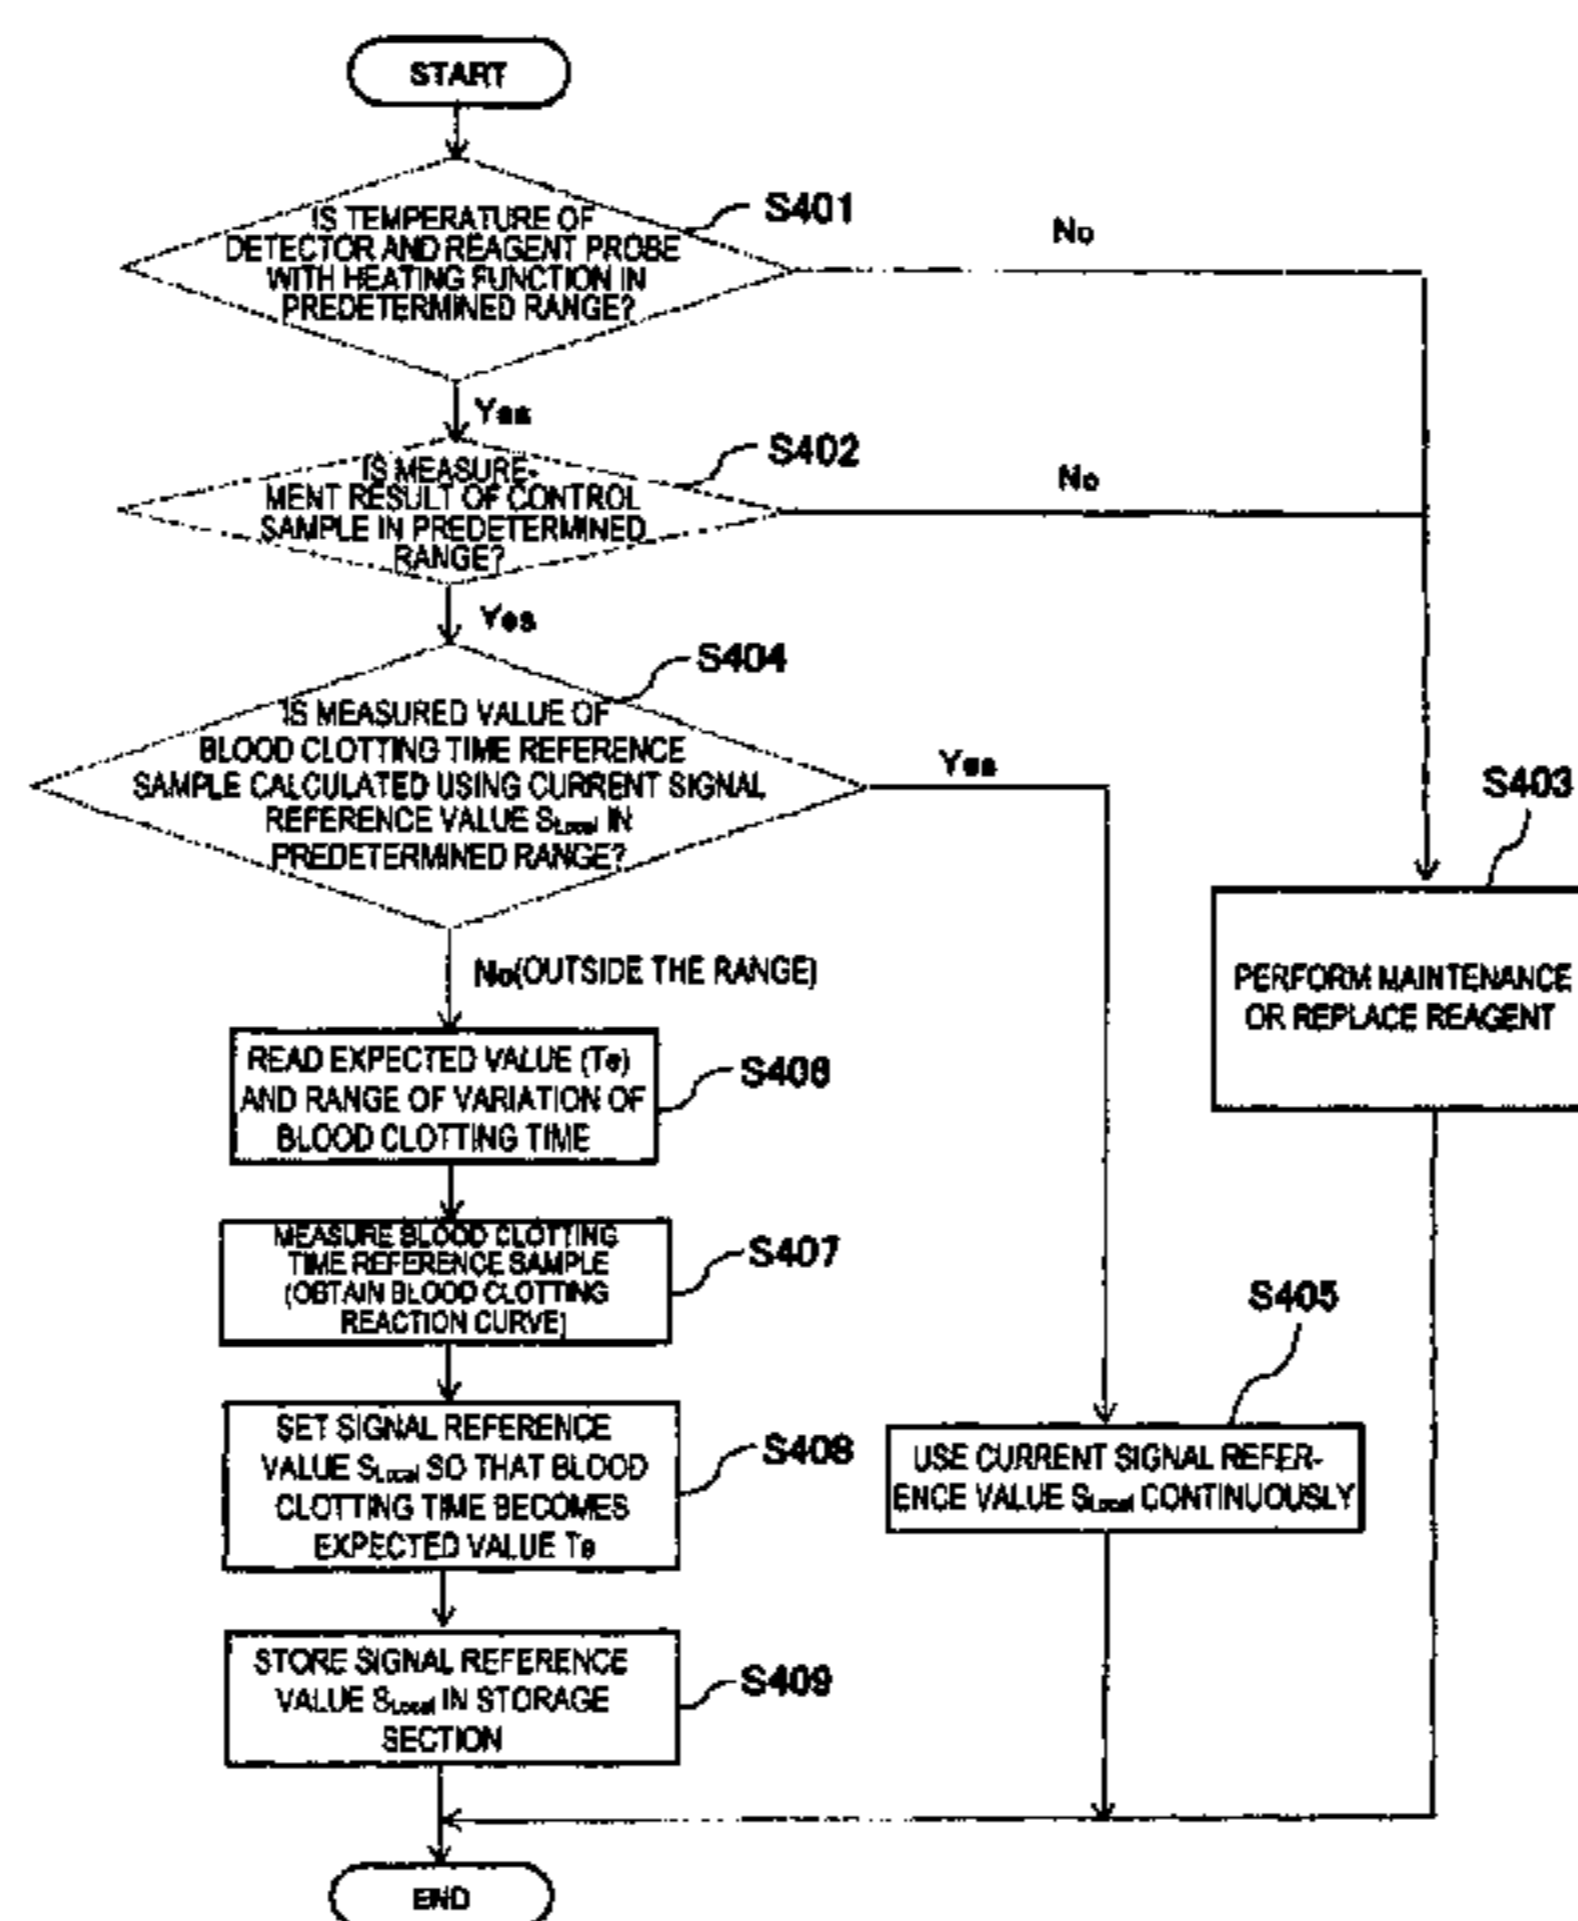 START
IS TEMPERATURE OF
DETECTOR AND REAGENT PROBE
WITH HEATING FUNCTION IN
PREDETERMINED RANGE?
S401
No
Yes
IS MEASURE-
MENT RESULT OF CONTROL
SAMPLE IN PREDETERMINED
RANGE?
S402
No
Yes
IS MEASURED VALUE OF
BLOOD CLOTTING TIME REFERENCE
SAMPLE CALCULATED USING CURRENT SIGNAL
REFERENCE VALUE SLocal IN
PREDETERMINED RANGE?
S404
Yes
No(OUTSIDE THE RANGE)
S403
PERFORM MAINTENANCE
OR REPLACE REAGENT
READ EXPECTED VALUE (Te)
AND RANGE OF VARIATION OF
BLOOD CLOTTING TIME
S406
MEASURE BLOOD CLOTTING
TIME REFERENCE SAMPLE
(OBTAIN BLOOD CLOTTING
REACTION CURVE)
S407
SET SIGNAL REFERENCE
VALUE SLocal SO THAT BLOOD
CLOTTING TIME BECOMES
EXPECTED VALUE Te
S408
S405
USE CURRENT SIGNAL REFER-
ENCE VALUE SLocal CONTINUOUSLY
STORE SIGNAL REFERENCE
VALUE SLocal IN STORAGE
SECTION
S409
END